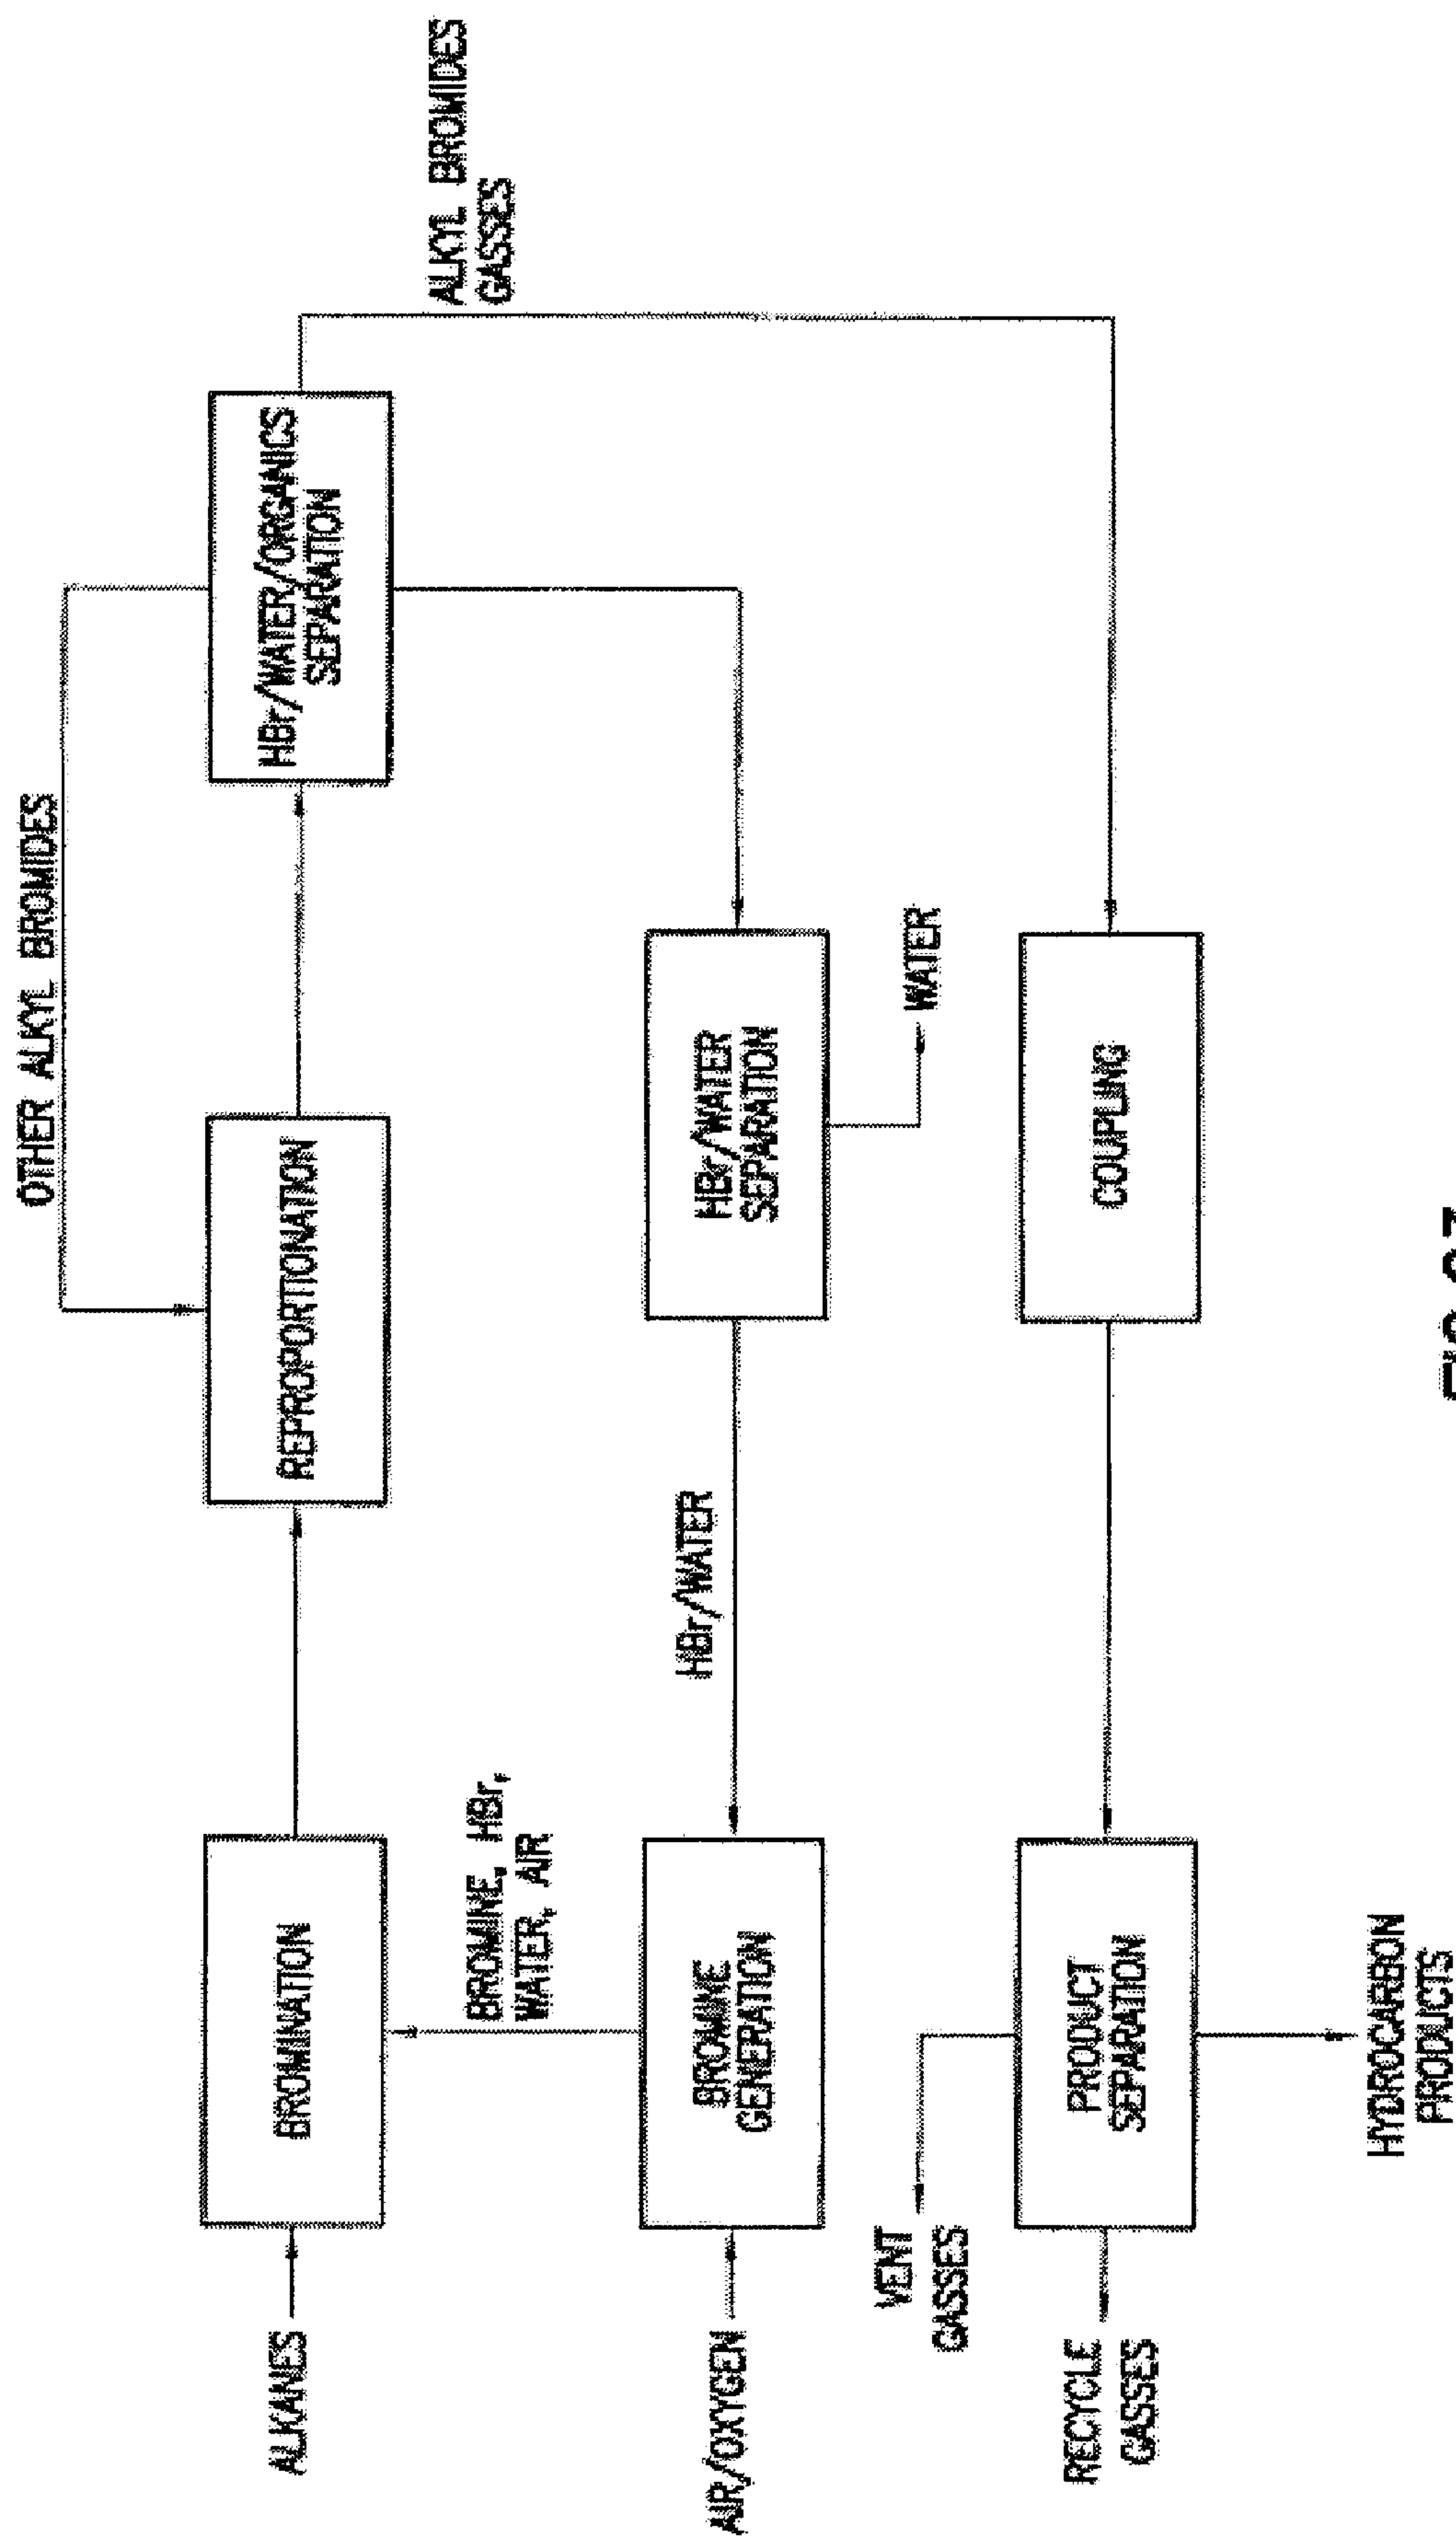 OTHER ALKYL BROMIDES
ALKANES
BROMINATION
REPROPORTIONATION
HBr/WATER/ORGANICS
SEPARATION
ALKYL BROMIDES
GASSES
BROMINE, HBr,
WATER, AIR
AIR/OXYGEN
BROMINE
GENERATION
HBr/WATER
HBr/WATER
SEPARATION
WATER
VENT
GASSES
RECYCLE
GASSES
PRODUCT
SEPARATION
COUPLING
HYDROCARBON
PRODUCTS